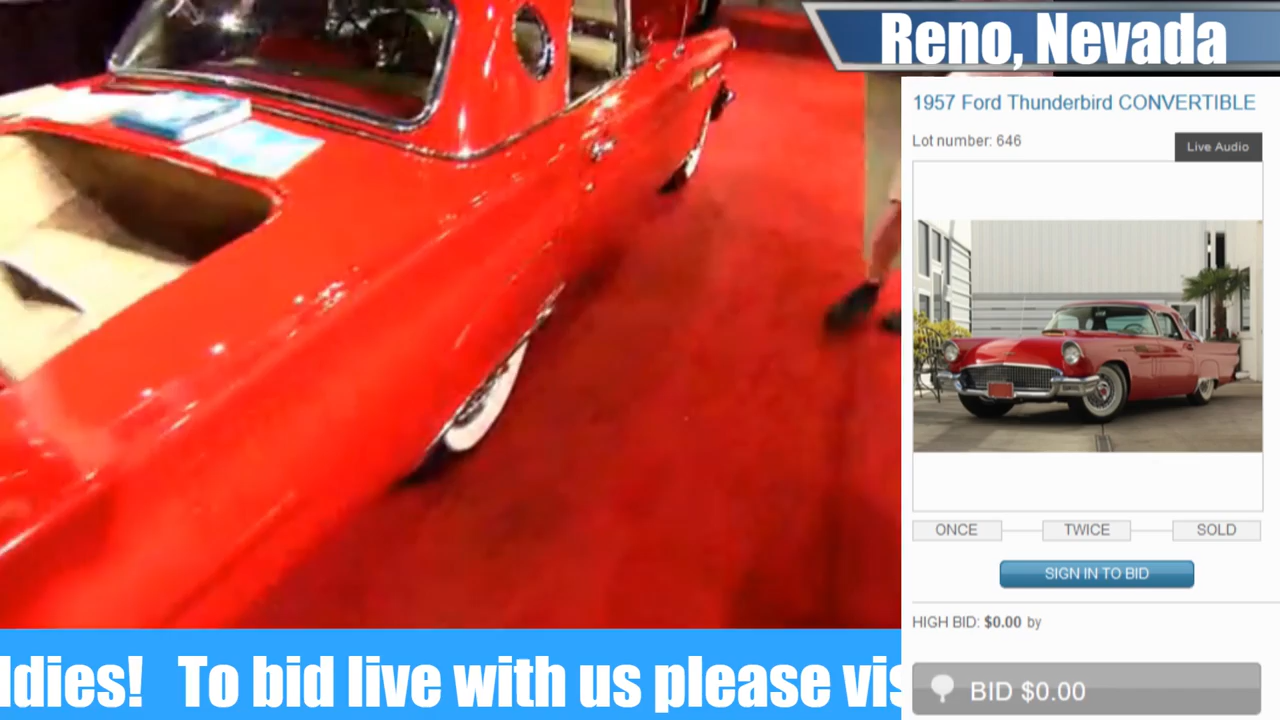 Reno, Nevada
1957 Ford Thunderbird CONVERTIBLE
Lot number: 646
Live Audio
ONCE
TWICE
SOLD
SIGN IN TO BID
HIGH BID: $0.00 by
BID $0.00
ldies! To bid live with us please vis